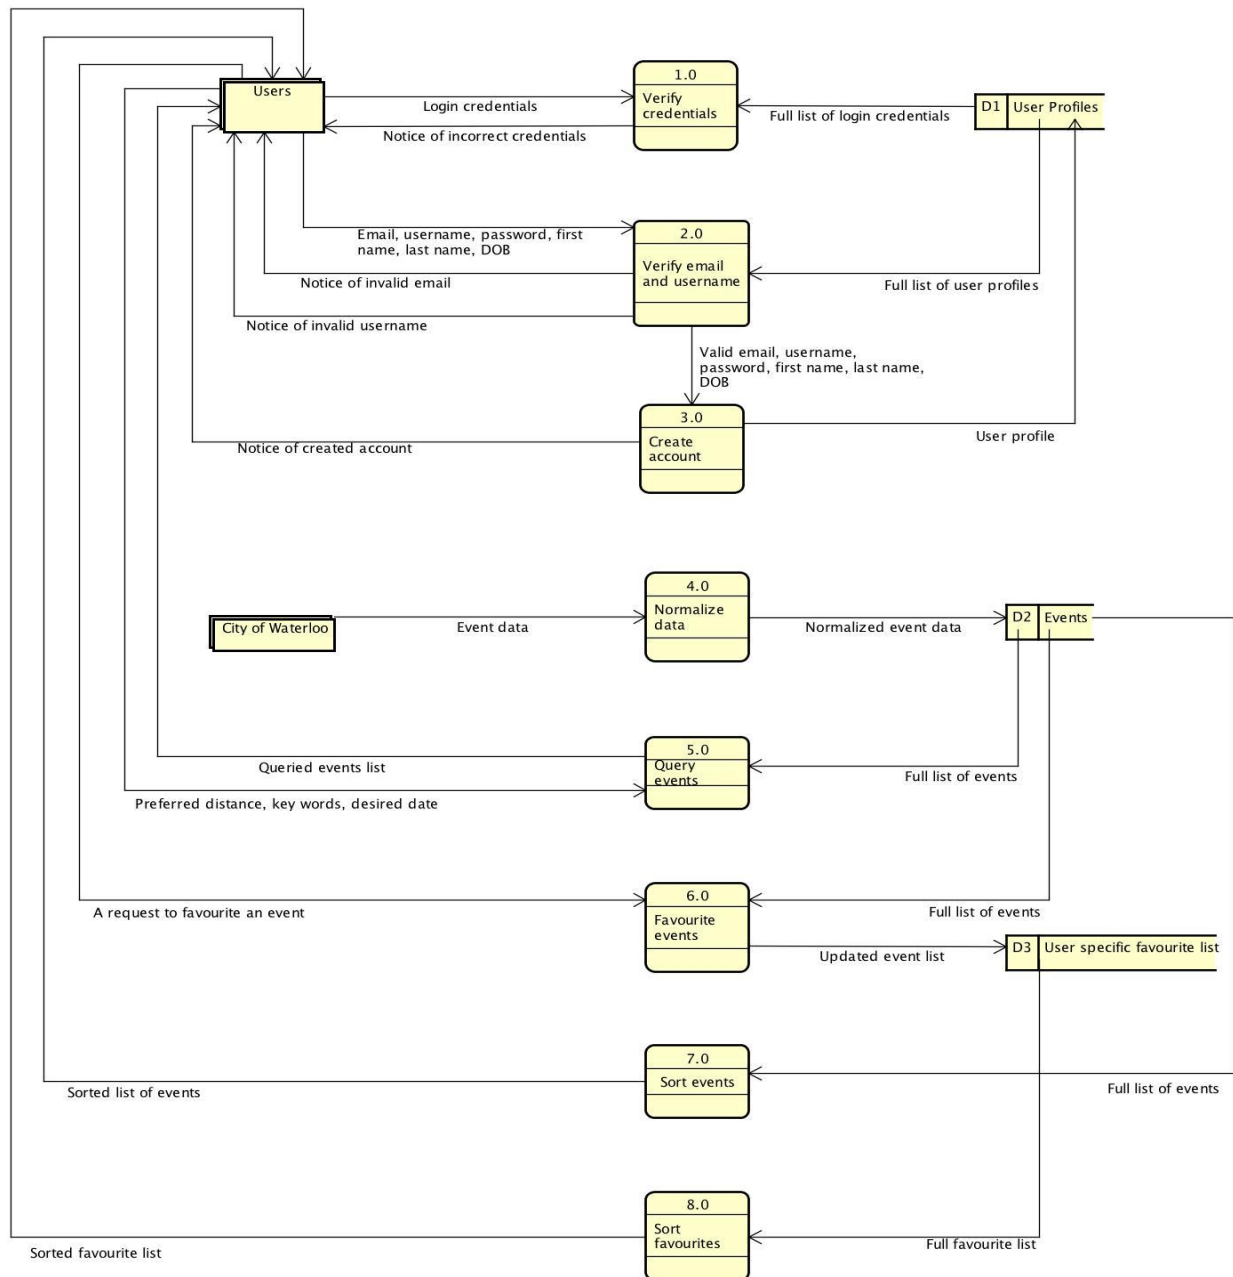 Users
Login credentials
Notice of incorrect credentials
1.0
Verify
credentials
Full list of login credentials
D1
User Profiles
Email, username, password, first
name, last name, DOB
Notice of invalid email
Notice of invalid username
2.0
Verify email
and username
Full list of user profiles
Valid email, username,
password, first name, last name,
DOB
3.0
Create
account
Notice of created account
User profile
City of Waterloo
Event data
4.0
Normalize
data
Normalized event data
D2
Events
Queried events list
Preferred distance, key words, desired date
5.0
Query
events
Full list of events
A request to favourite an event
6.0
Favourite
events
Full list of events
Updated event list
D3
User specific favourite list
7.0
Sort events
Sorted list of events
Full list of events
8.0
Sort
favourites
Sorted favourite list
Full favourite list